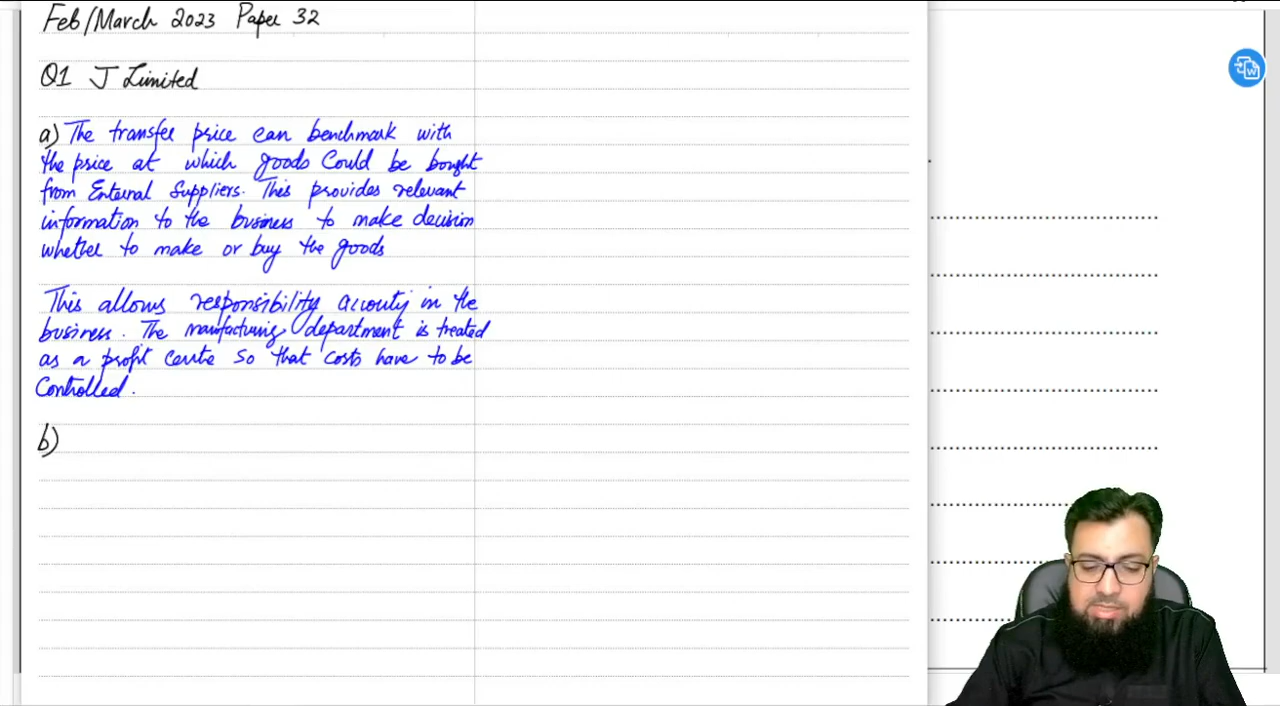 Feb/March 2023 Paper 32
Q1 J Limited
a) The transfer price can benchmark with
the price at which goods Could be bought
from External Suppliers. This provides relevant
information to the business to make decision
whether to make or buy the goods
This allows responsibility in the
business. The manufacturing department is treated
as a profit centre so that costs have to be
Controlled.
b)
W